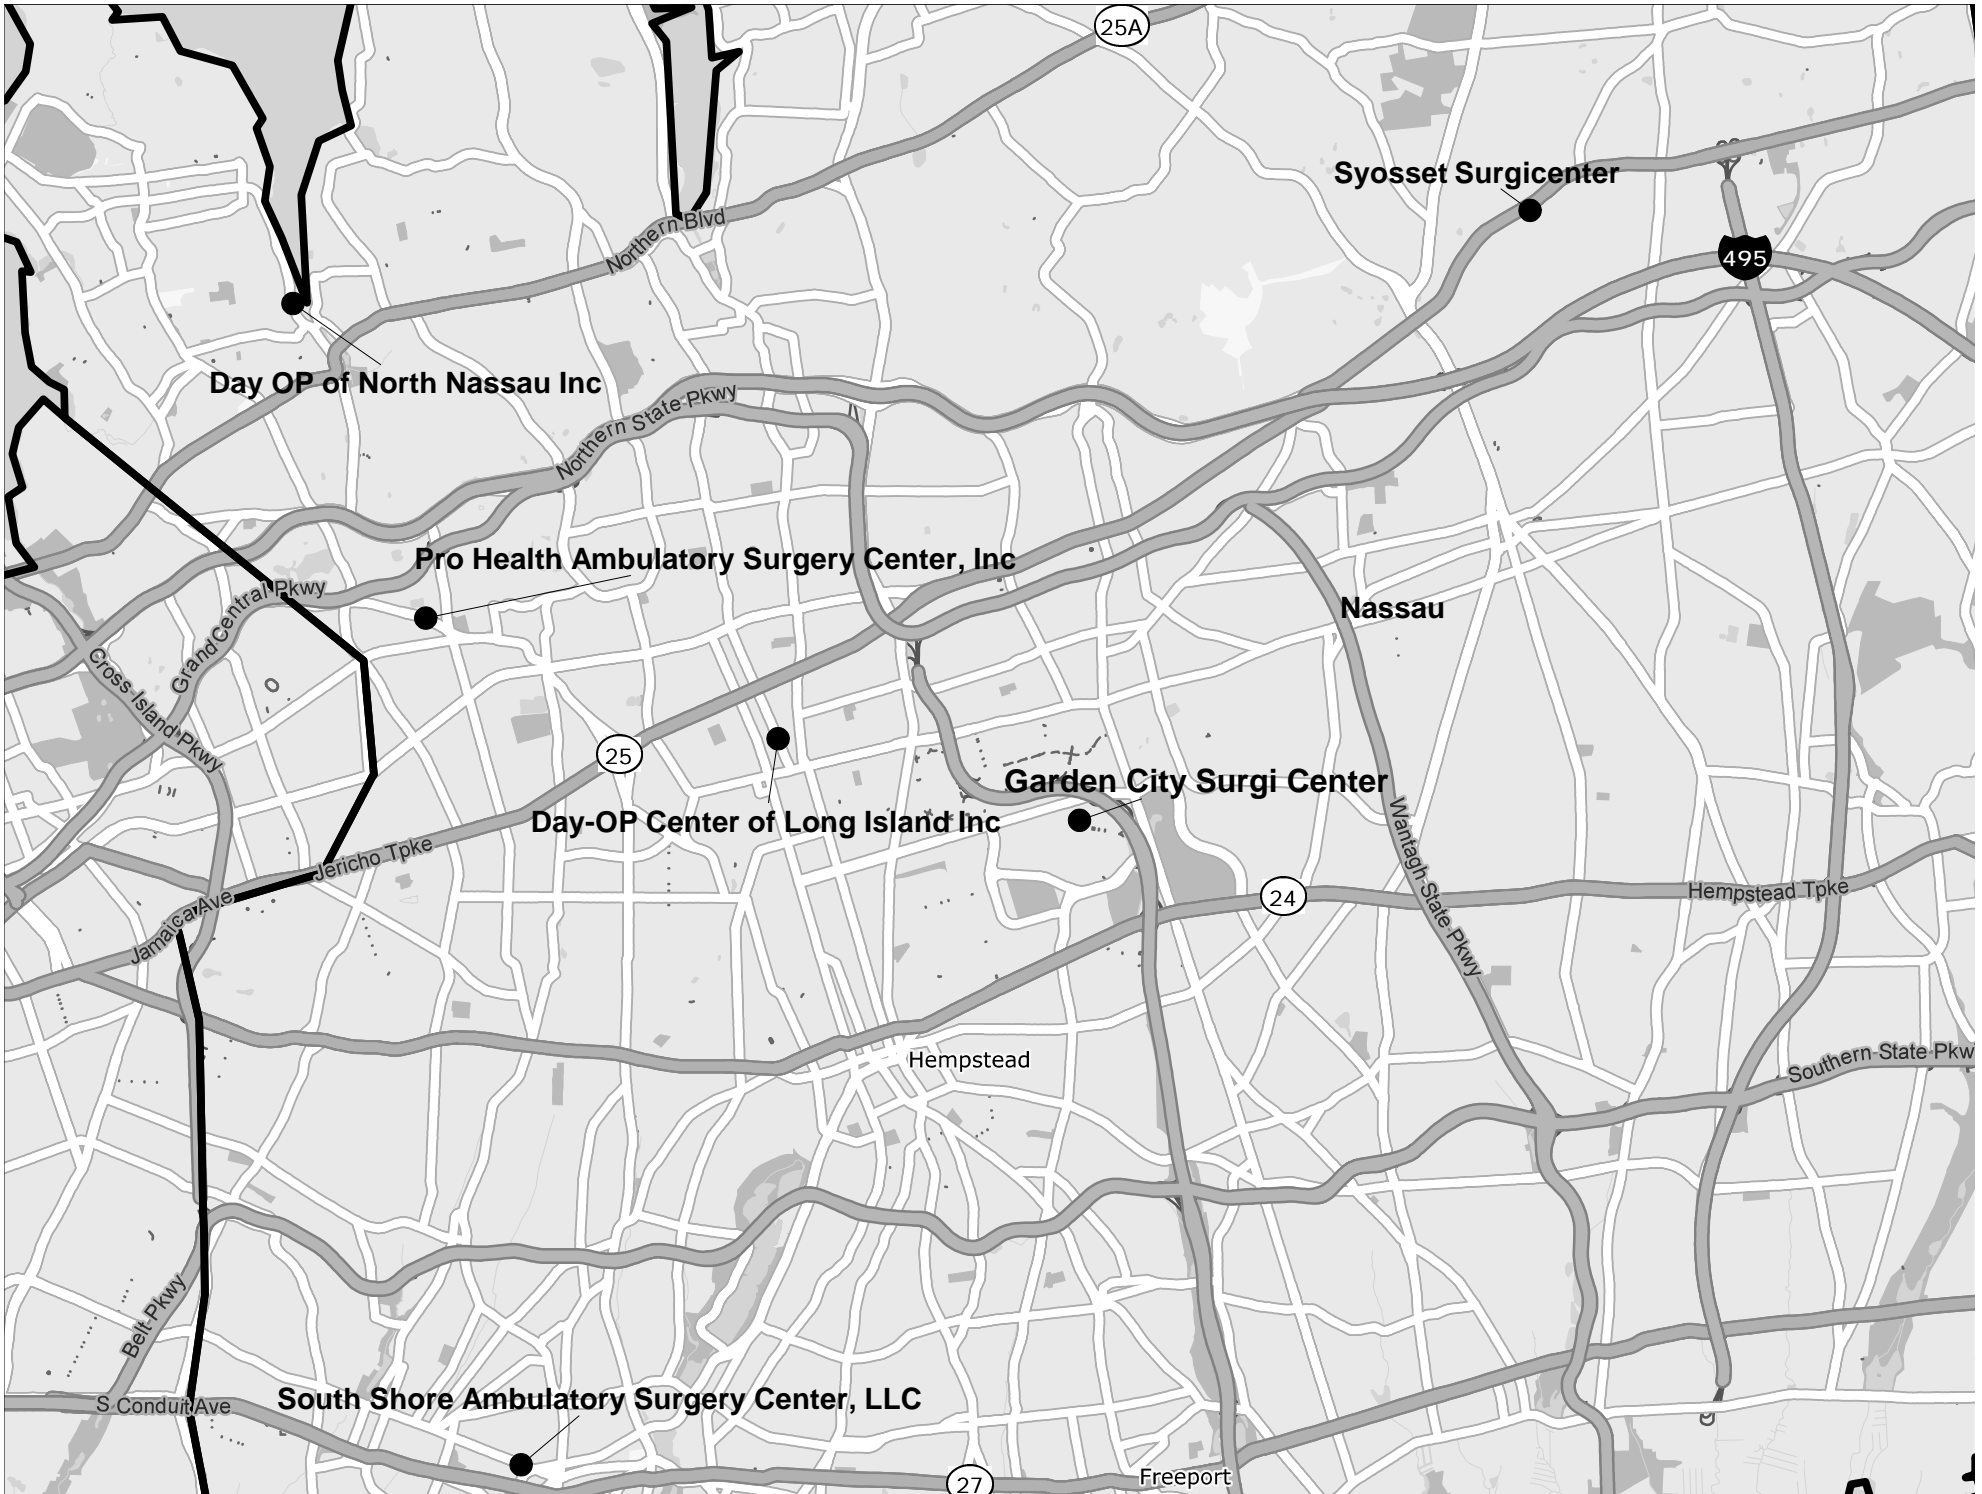 25A
Syosset Surgicenter
Northern Blvd
495
Day OP of North Nassau Inc
Northern State Pkwy
Pro Health Ambulatory Surgery Center, Inc
Grand Central Pkwy
Nassau
Cross Island Pkwy
25
Garden City Surgi Center
Day-OP Center of Long Island Inc
Wantagh State Pkwy
Jericho Tpke
24
Hempstead Tpke
Jamaica Ave
Hempstead
Southern State Pkw
Belt Pkwy
S Conduit Ave
South Shore Ambulatory Surgery Center, LLC
Freeport
27